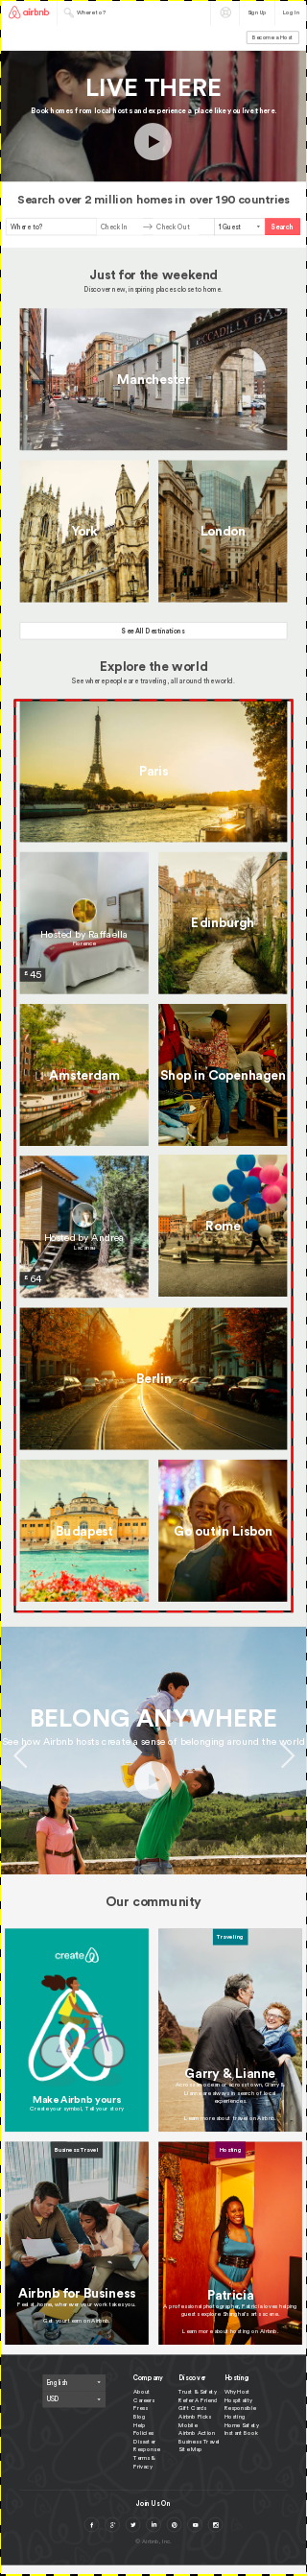 airbnb
Where to?
Sign Up
Log In
Become a Host
LIVE THERE
Book homes from local hosts and experience a place like you live there.
Search over 2 million homes in over 190 countries
Where to?
Check In
Check Out
1 Guest
Search
Just for the weekend
Discover new, inspiring places close to home.
PICCADILLY BAS
Manchester
York
London
See All Destinations
Explore the world
See where people are traveling, all around the world.
Paris
Hosted by Raffaella
Florence
£ 45
Edinburgh
Amsterdam
Shop in Copenhagen
Hosted by Andrea
£ 64
Rome
Berlin
Budapest
Go out in Lisbon
BELONG ANYWHERE
See how Airbnb hosts create a sense of belonging around the world
Our community
create
Make Airbnb yours
Create your symbol, Tell your story
Traveling
Garry & Lianne
experiences.
Learn more about Travel on Airbnb.
Business Travel
Airbnb for Business
Feel at home, wherever your work takes you.
Get your team on Airbnb.
Hosting
Patricia
A professional photographer, Patricia loves helping
guests explore Shanghai's art scene.
Learn more about hosting on Airbnb.
English
USD
Company
About
Careers
Press
Blog
Help
Policies
Disaster
Response
Terms &
Privacy
Discover
Trust & Safety
Refer A Friend
Gift Cards
Airbnb Picks
Mobile
Airbnb Action
Business Travel
Site Map
Hosting
Why Host
Hospitality
Responsible
Hosting
Home Safety
Instant Book
Join Us On
© Airbnb, Inc.